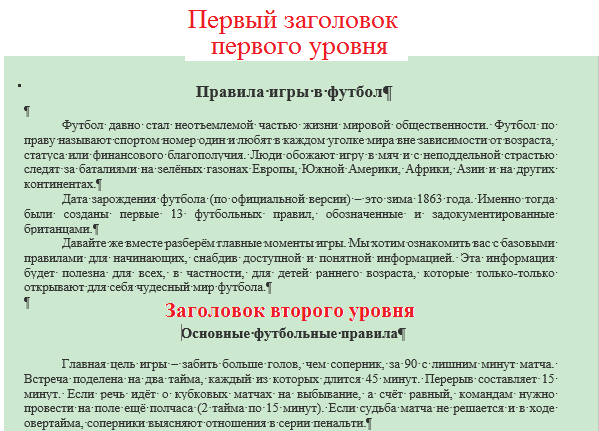 Первый заголовок
первого уровня
Правила·игры·в·футбол¶
¶
Футбол· давно· стал· неотъемлемой· частью· жизни· мировой· общественности.· Футбол· по·
праву·называют·спортом·номер·один·и·любят·в·каждом·уголке·мира·вне·зависимости·от·возраста,·
статуса·или·финансового·благополучия.·Люди·обожают·игру·в·мяч·и·с·неподдельной·страстью·
следят·за·баталиями·на·зелёных·газонах·Европы,·Южной·Америки,·Африки,·Азии·и·на·других·
континентах.¶
Дата·зарождения·футбола·(по·официальной·версии)·–·это·зима·1863·года.·Именно·тогда·
были· созданы· первые· 13· футбольных· правил,· обозначенные· и· задокументированные·
британцами.¶
Давайте·же·вместе·разберём·главные·моменты·игры.·Мы·хотим·ознакомить·вас·с·базовыми·
правилами· для· начинающих,· снабдив· доступной· и· понятной· информацией.· Эта· информация·
будет· полезна· для· всех,· в· частности,· для· детей· раннего· возраста,· которые· только-только·
открывают·для·себя·чудесный·мир·футбола.¶
¶
Заголовок второго уровня
Основные·футбольные·правила¶
Главная· цель· игры· –· забить· больше· голов,· чем· соперник,· за· 90· с· лишним· минут· матча.·
Встреча· поделена· на· два· тайма,· каждый· из· которых· длится· 45· минут.· Перерыв· составляет· 15·
минут.· Если· речь· идёт· о· кубковых· матчах· на· выбывание,· а· счёт· равный,· командам· нужно·
провести·на·поле·ещё·полчаса·(2·тайма·по·15·минут).·Если·судьба·матча·не·решается·и·в·ходе·
овертайма,·соперники·выясняют·отношения·в·серии·пенальти.¶